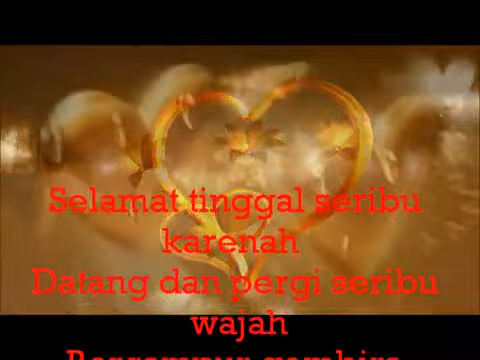 Selamat tinggal seribu
karenah
Datang dan pergi seribu
wajah